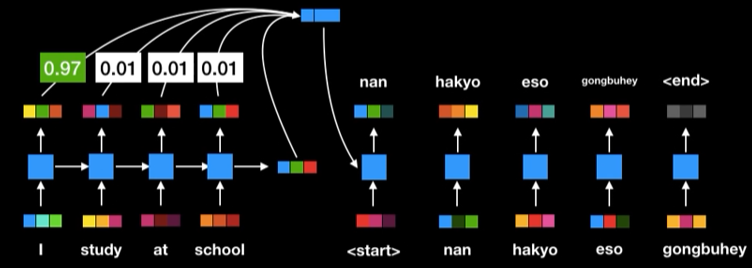 0.97 0.01 0.01 0.01
nan hakyo eso gongbuhey <end>
I study at school <start> nan hakyo eso gongbuhey